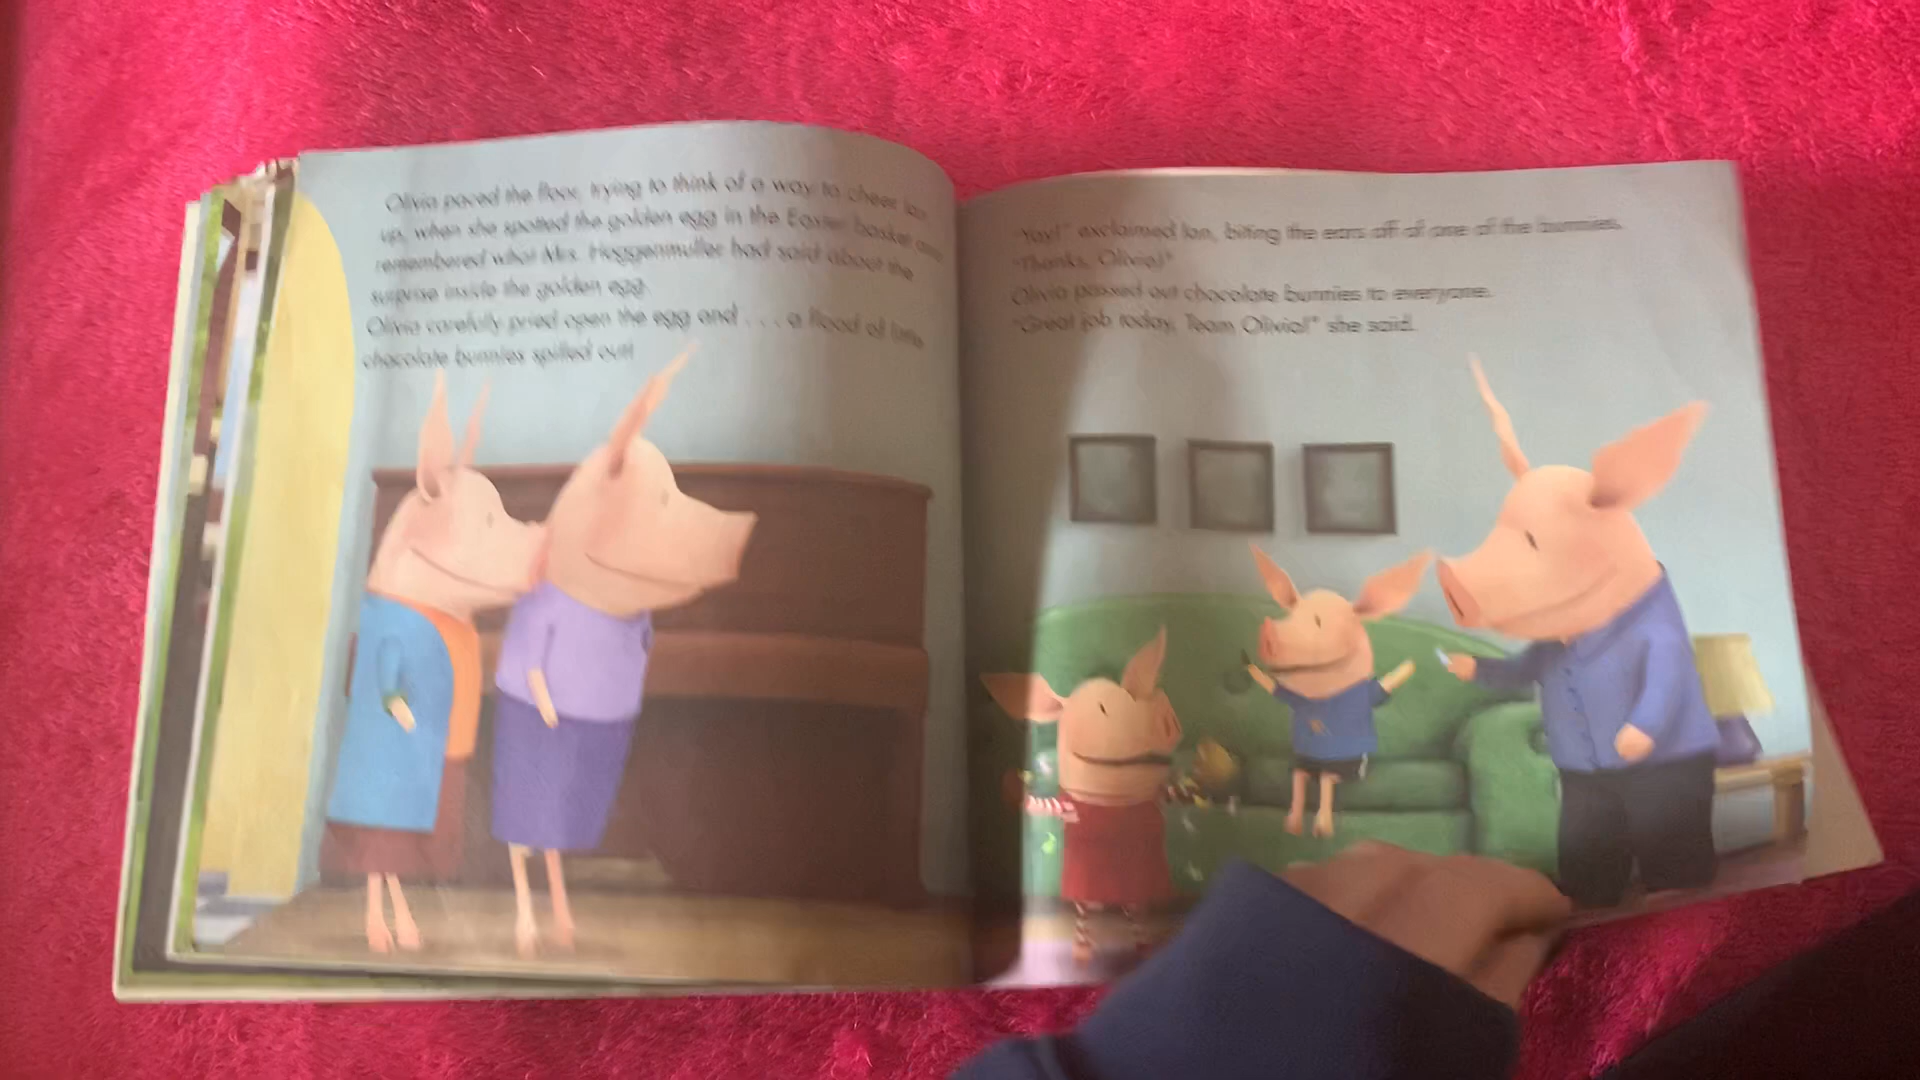 Olivia paced the floor, trying to think of a way to cheer Ian
up, when she spotted the golden egg in the Easter basket and
remembered what Mrs. Hoggenmuller had said about the
surprise inside the golden egg.
Olivia carefully pried open the egg and . . . a flood of little
chocolate bunnies spilled out!
"Yay!" exclaimed Ian, biting the ears off of one of the bunnies.
"Thanks, Olivia!"
Olivia passed out chocolate bunnies to everyone.
"Great job today, Team Olivia!" she said.